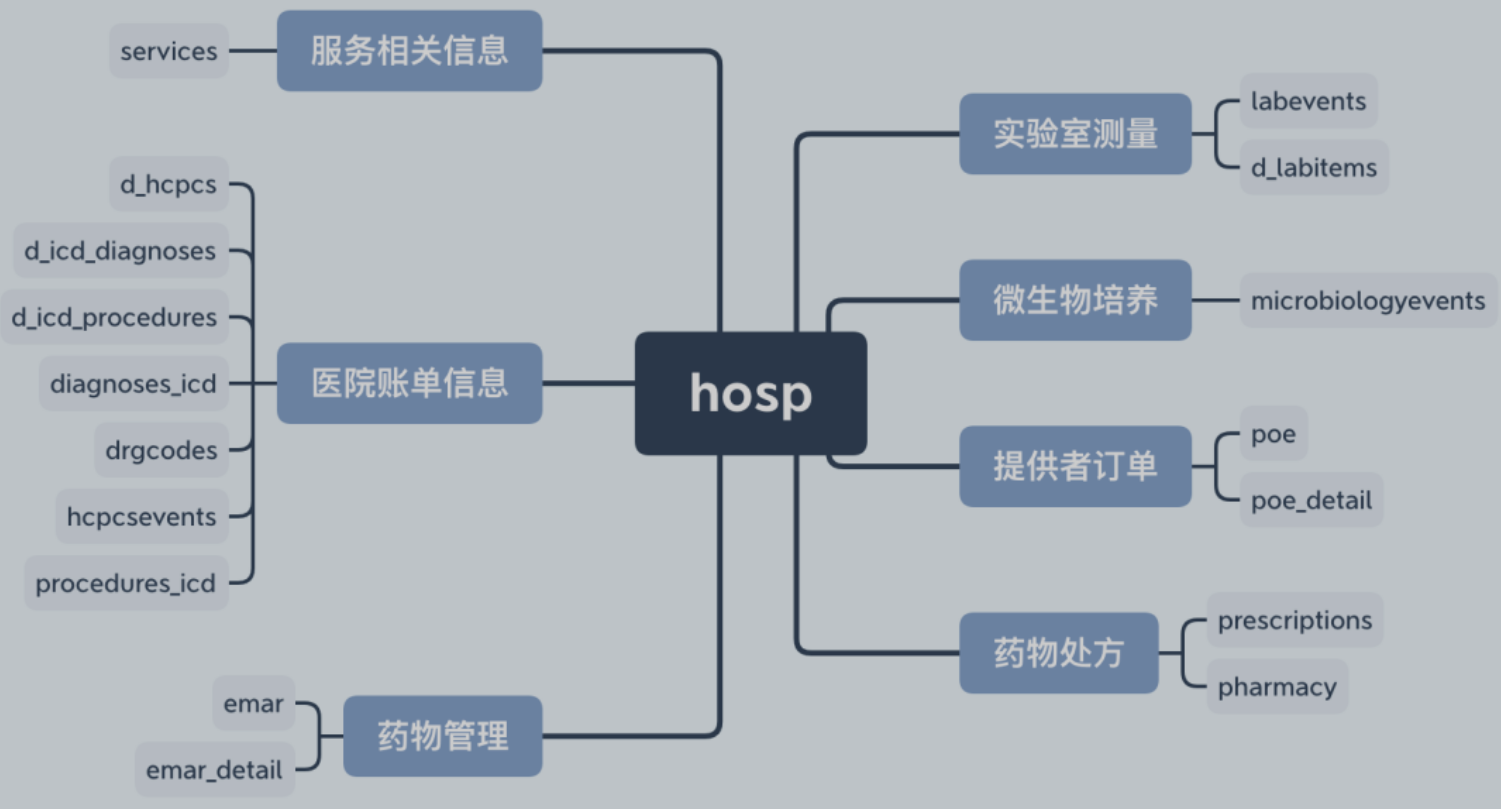 hosp
服务相关信息
services
医院账单信息
d_hcpcs
d_icd_diagnoses
d_icd_procedures
diagnoses_icd
drgcodes
hcpcsevents
procedures_icd
药物管理
emar
emar_detail
实验室测量
labevents
d_labitems
微生物培养
microbiologyevents
提供者订单
poe
poe_detail
药物处方
prescriptions
pharmacy